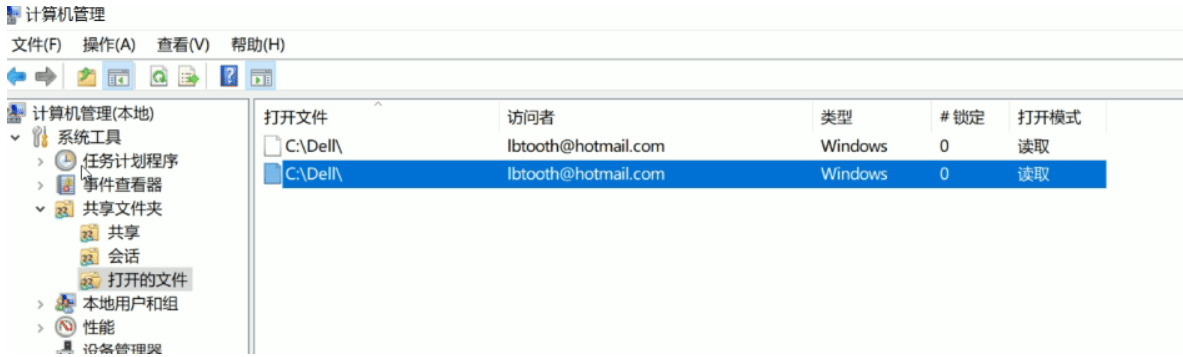 计算机管理
文件(F) 操作(A) 查看(V) 帮助(H)
计算机管理(本地)
系统工具
任务计划程序
事件查看器
共享文件夹
共享
会话
打开的文件
本地用户和组
性能
设备管理器
打开文件 访问者 类型 # 锁定 打开模式
C:\Dell\ lbtooth@hotmail.com Windows 0 读取
C:\Dell\ lbtooth@hotmail.com Windows 0 读取